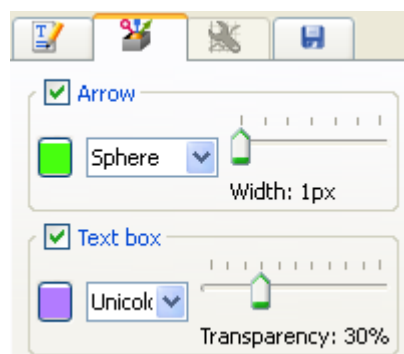 Arrow
Sphere
Width: 1px
Text box
Unicol
Transparency: 30%